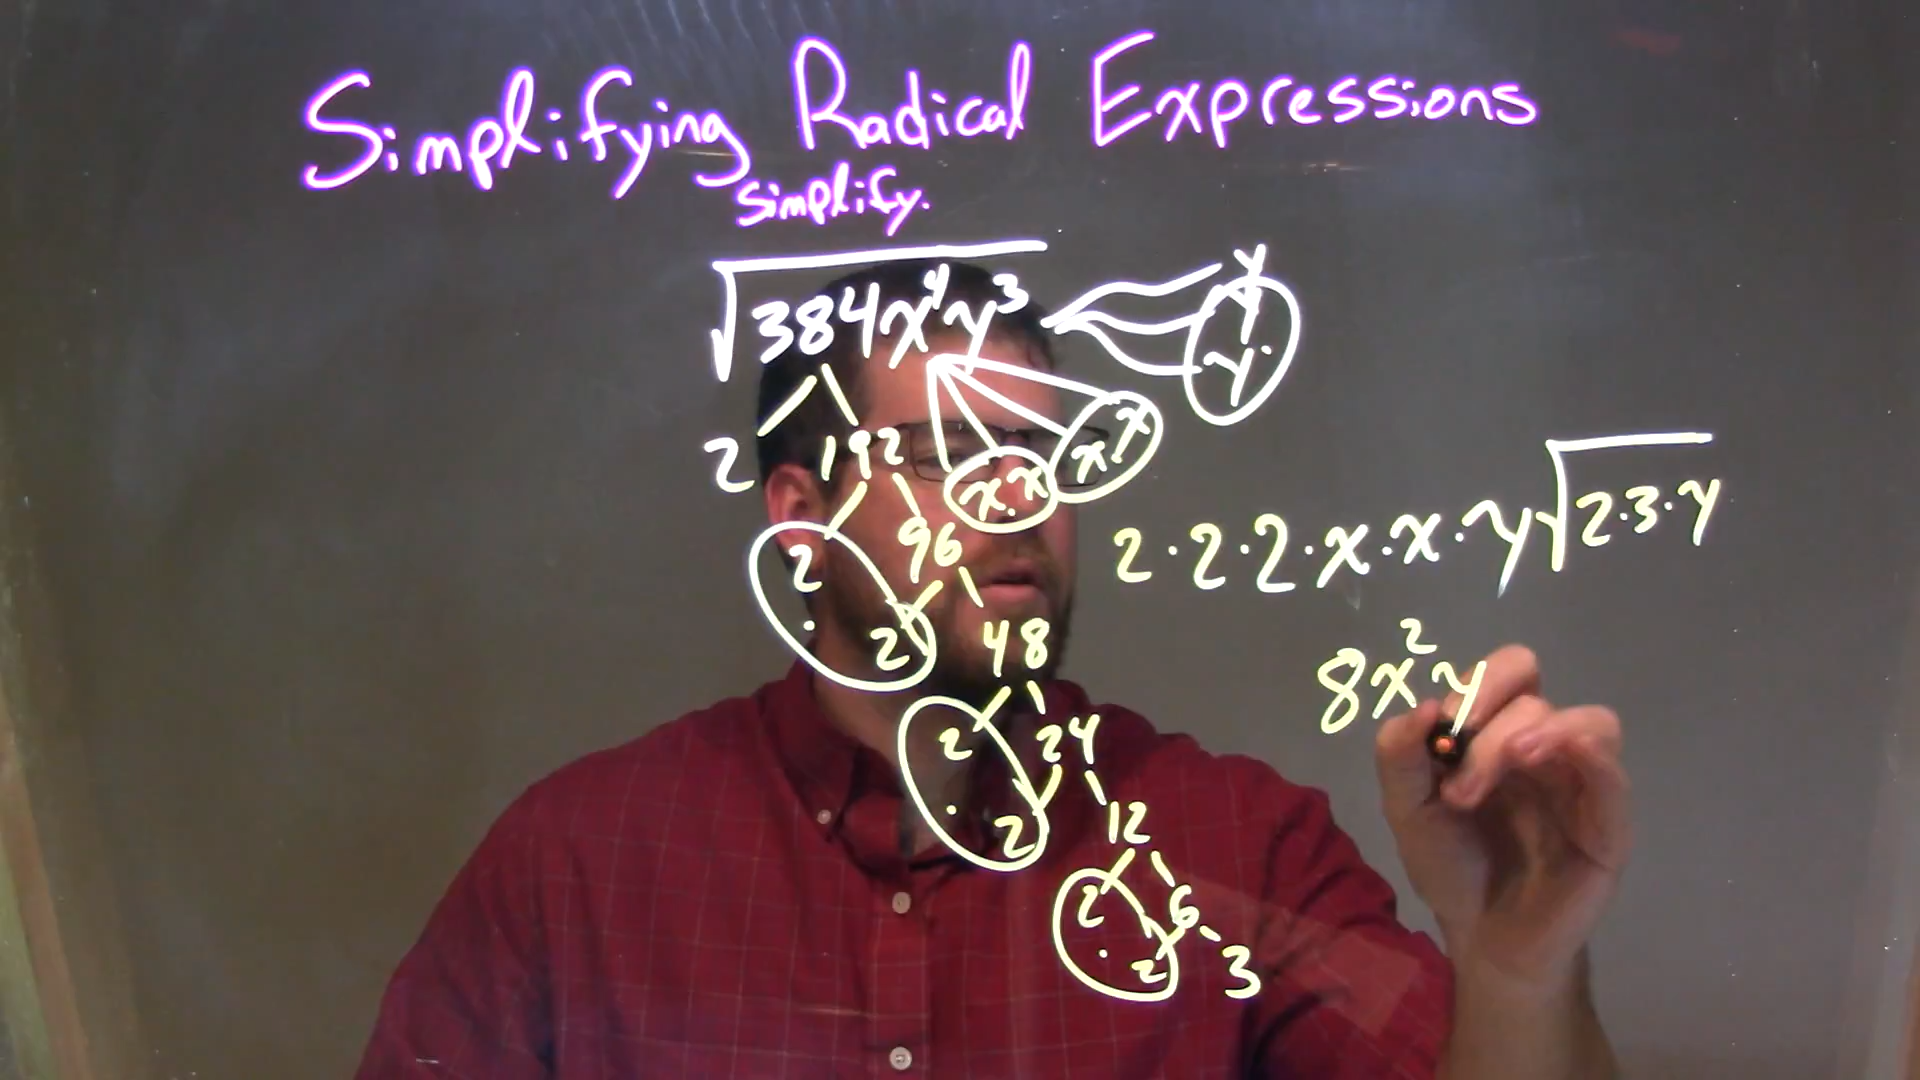 Simplifying Radical Expressions
simplify.
√384x⁴y³
y
y
y
2 192
x.x x.x
2 96
2 48
2 24
2 12
2 6
2 3
2·2·2·x·x·y√2·3·y
8x²y